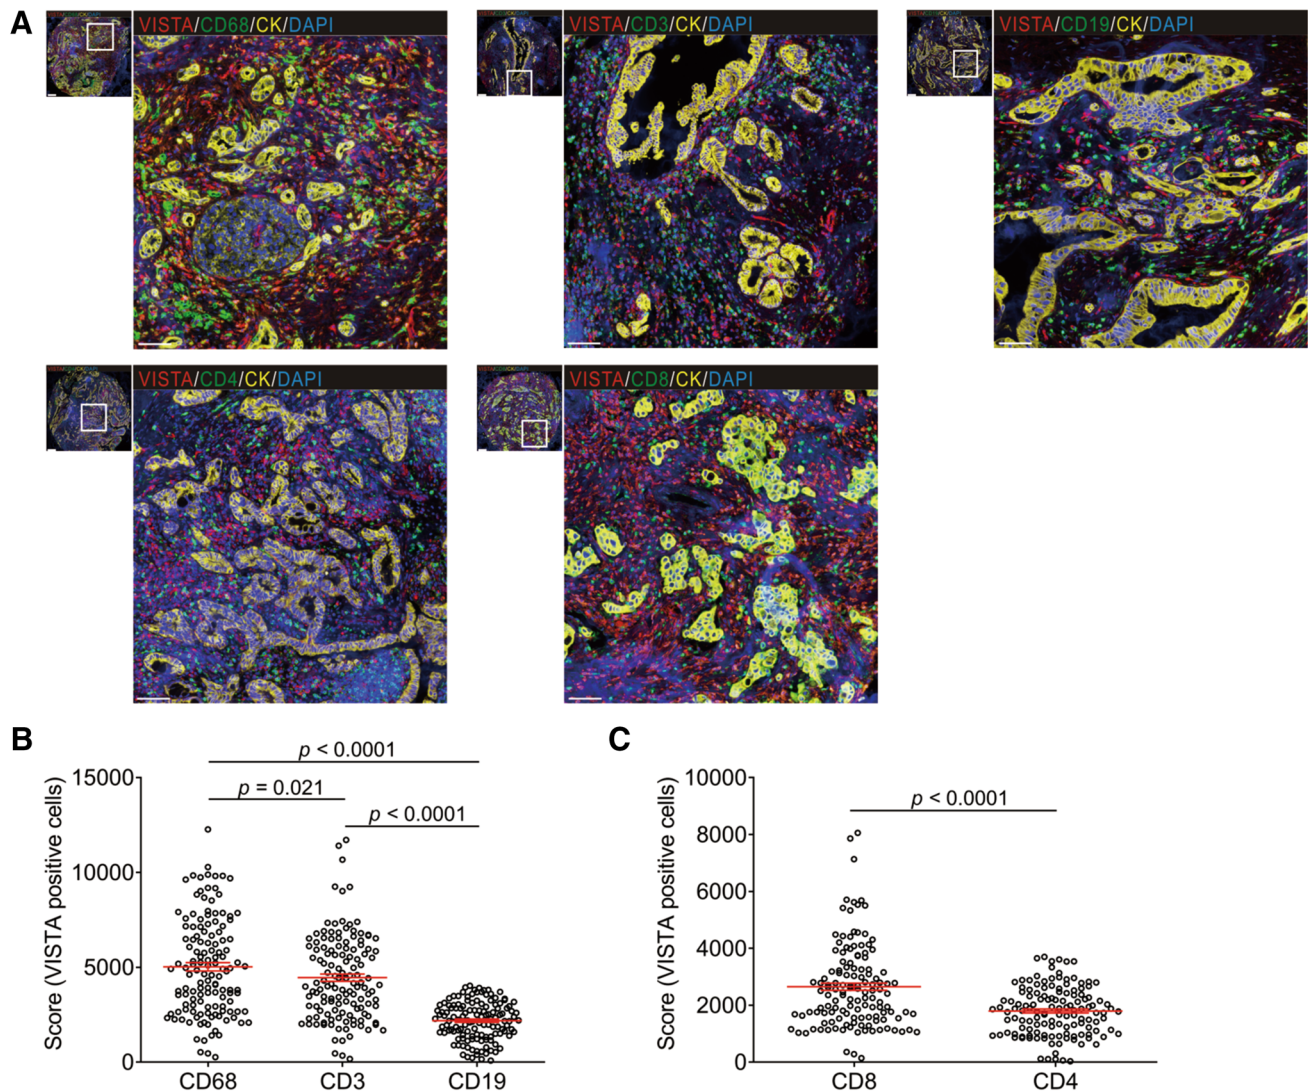 A
VISTA/CD68/CK/DAPI
VISTA/CD3/CK/DAPI
VISTA/CD19/CK/DAPI
VISTA/CD4/CK/DAPI
VISTA/CD8/CK/DAPI
B
p < 0.0001
p = 0.021
p < 0.0001
Score (VISTA positive cells)
15000
10000
5000
0
CD68 CD3 CD19
C
p < 0.0001
Score (VISTA positive cells)
10000
8000
6000
4000
2000
0
CD8 CD4